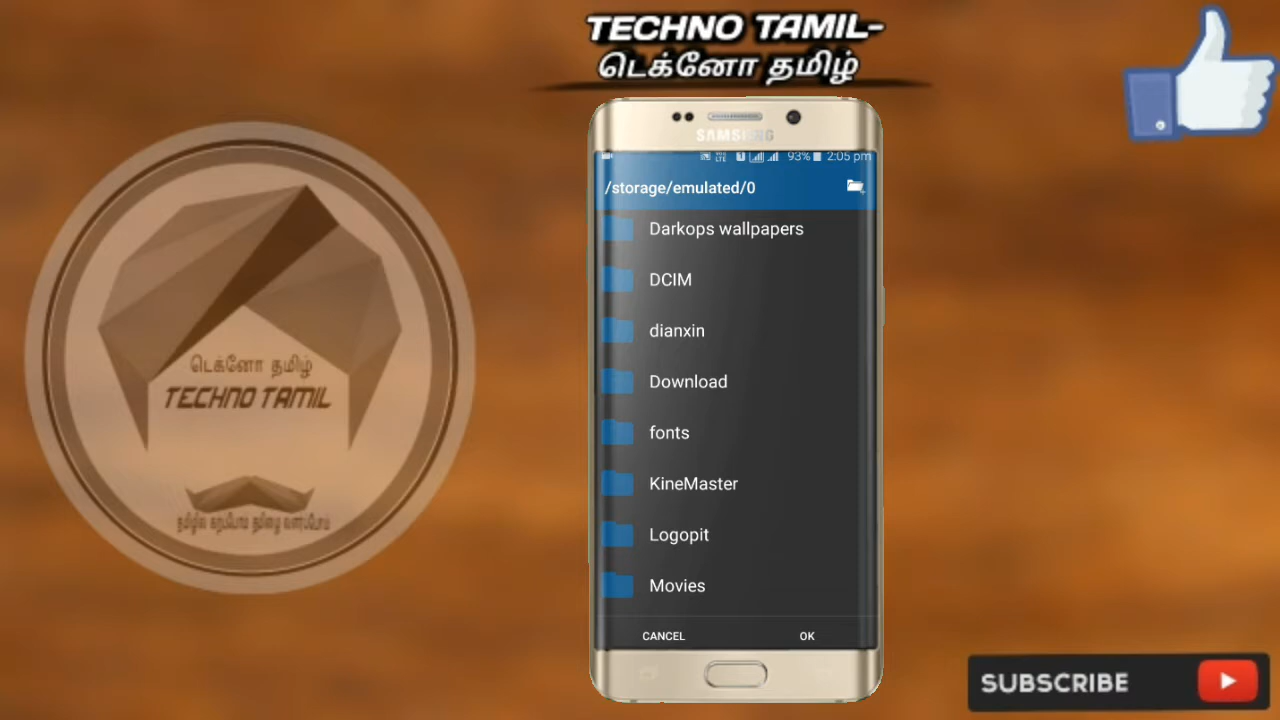 TECHNO TAMIL-
டெக்னோ தமிழ்
SAMSUNG
93% 2:05 pm
/storage/emulated/0
Darkops wallpapers
DCIM
dianxin
Download
fonts
KineMaster
Logopit
Movies
CANCEL OK
டெக்னோ தமிழ்
TECHNO TAMIL
SUBSCRIBE